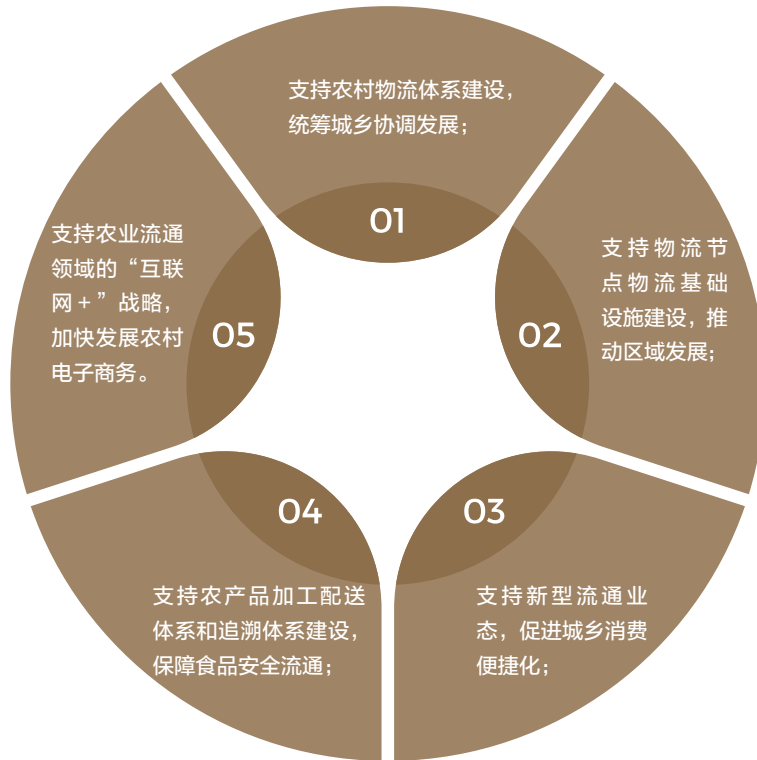 支持农村物流体系建设，
统筹城乡协调发展；
01
支持物流节
点物流基础
设施建设，推
动区域发展；
02
03
支持新型流通业
态，促进城乡消费
便捷化；
04
支持农产品加工配送
体系和追溯体系建设，
保障食品安全流通；
支持农业流通
领域的“互联
网+”战略，
加快发展农村
电子商务。
05